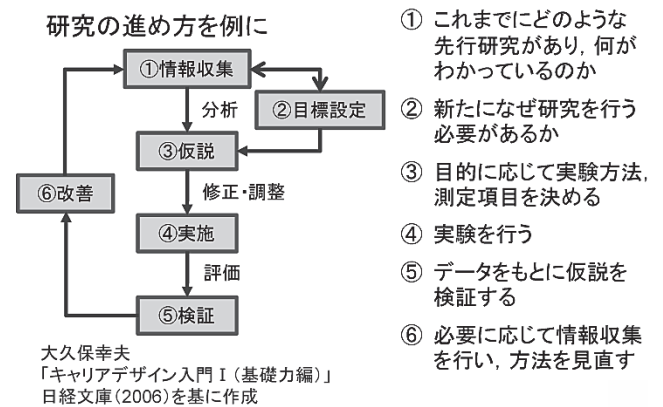 研究の進め方を例に
①情報収集
分析
②目標設定
③仮説
修正・調整
⑥改善
④実施
評価
⑤検証
大久保幸夫
「キャリアデザイン入門Ⅰ(基礎力編)」
日経文庫(2006)を基に作成
① これまでにどのような
先行研究があり,何が
わかっているのか
② 新たになぜ研究を行う
必要があるか
③ 目的に応じて実験方法,
測定項目を決める
④ 実験を行う
⑤ データをもとに仮説を
検証する
⑥ 必要に応じて情報収集
を行い,方法を見直す